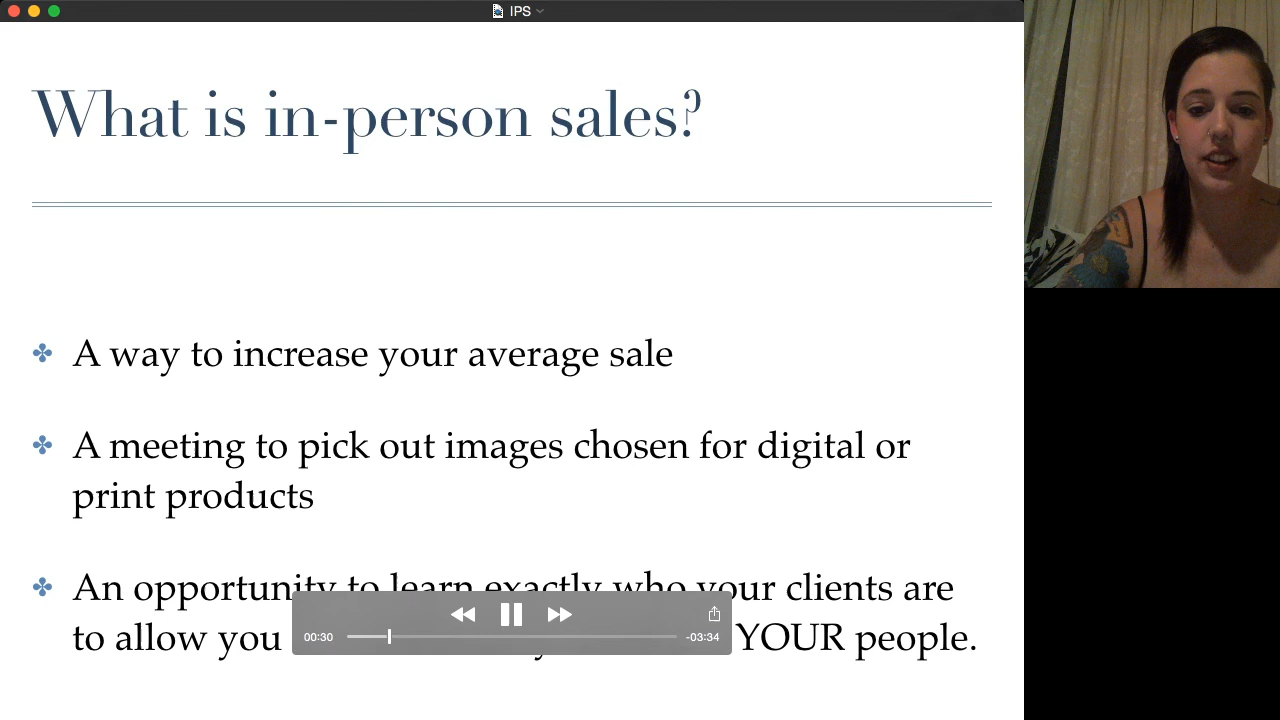 IPS
What is in-person sales?
✤ A way to increase your average sale
✤ A meeting to pick out images chosen for digital or
print products
✤ An opportunity to learn exactly who your clients are
to allow you YOUR people.
00:30 -03:34